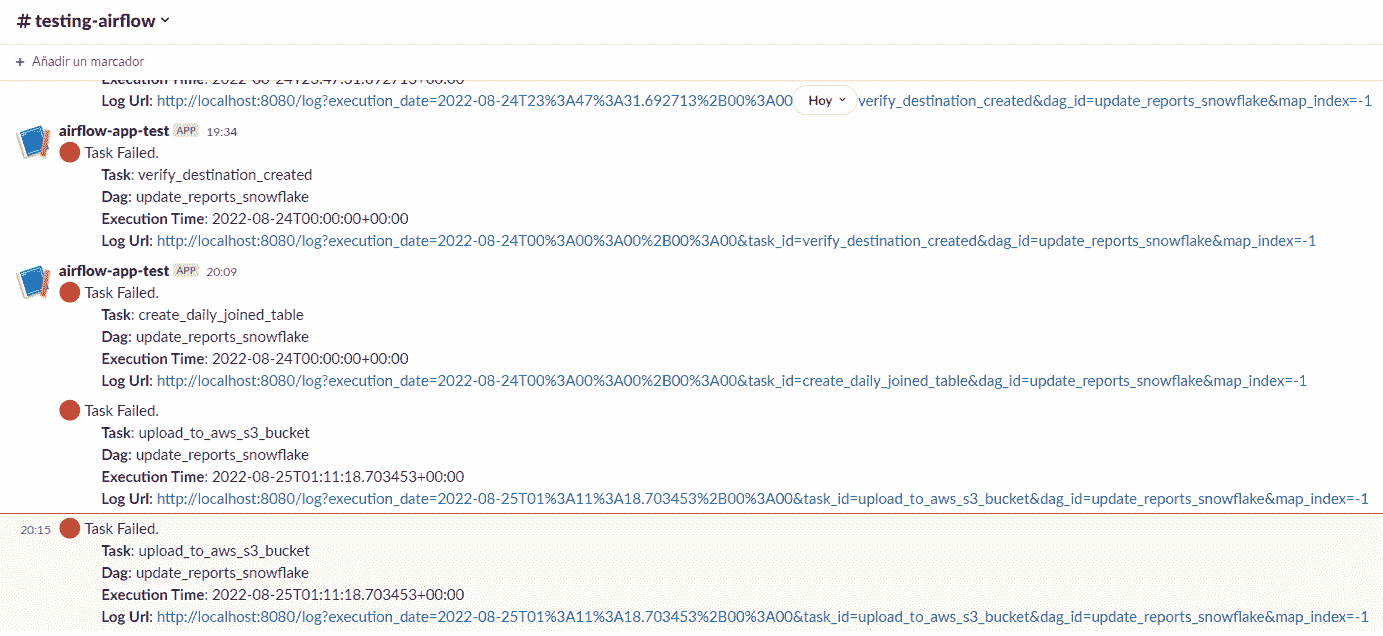 # testing-airflow
+ Añadir un marcador
Execution Time: 2022-08-24T23:47:31.692713+00:00
Log Url: http://localhost:8080/log?execution_date=2022-08-24T23%3A47%3A31.692713%2B00%3A00 Hoy verify_destination_created&dag_id=update_reports_snowflake&map_index=-1
airflow-app-test APP 19:34
Task Failed.
Task: verify_destination_created
Dag: update_reports_snowflake
Execution Time: 2022-08-24T00:00:00+00:00
Log Url: http://localhost:8080/log?execution_date=2022-08-24T00%3A00%3A00%2B00%3A00&task_id=verify_destination_created&dag_id=update_reports_snowflake&map_index=-1
airflow-app-test APP 20:09
Task Failed.
Task: create_daily_joined_table
Dag: update_reports_snowflake
Execution Time: 2022-08-24T00:00:00+00:00
Log Url: http://localhost:8080/log?execution_date=2022-08-24T00%3A00%3A00%2B00%3A00&task_id=create_daily_joined_table&dag_id=update_reports_snowflake&map_index=-1
Task Failed.
Task: upload_to_aws_s3_bucket
Dag: update_reports_snowflake
Execution Time: 2022-08-25T01:11:18.703453+00:00
Log Url: http://localhost:8080/log?execution_date=2022-08-25T01%3A11%3A18.703453%2B00%3A00&task_id=upload_to_aws_s3_bucket&dag_id=update_reports_snowflake&map_index=-1
20:15 Task Failed.
Task: upload_to_aws_s3_bucket
Dag: update_reports_snowflake
Execution Time: 2022-08-25T01:11:18.703453+00:00
Log Url: http://localhost:8080/log?execution_date=2022-08-25T01%3A11%3A18.703453%2B00%3A00&task_id=upload_to_aws_s3_bucket&dag_id=update_reports_snowflake&map_index=-1